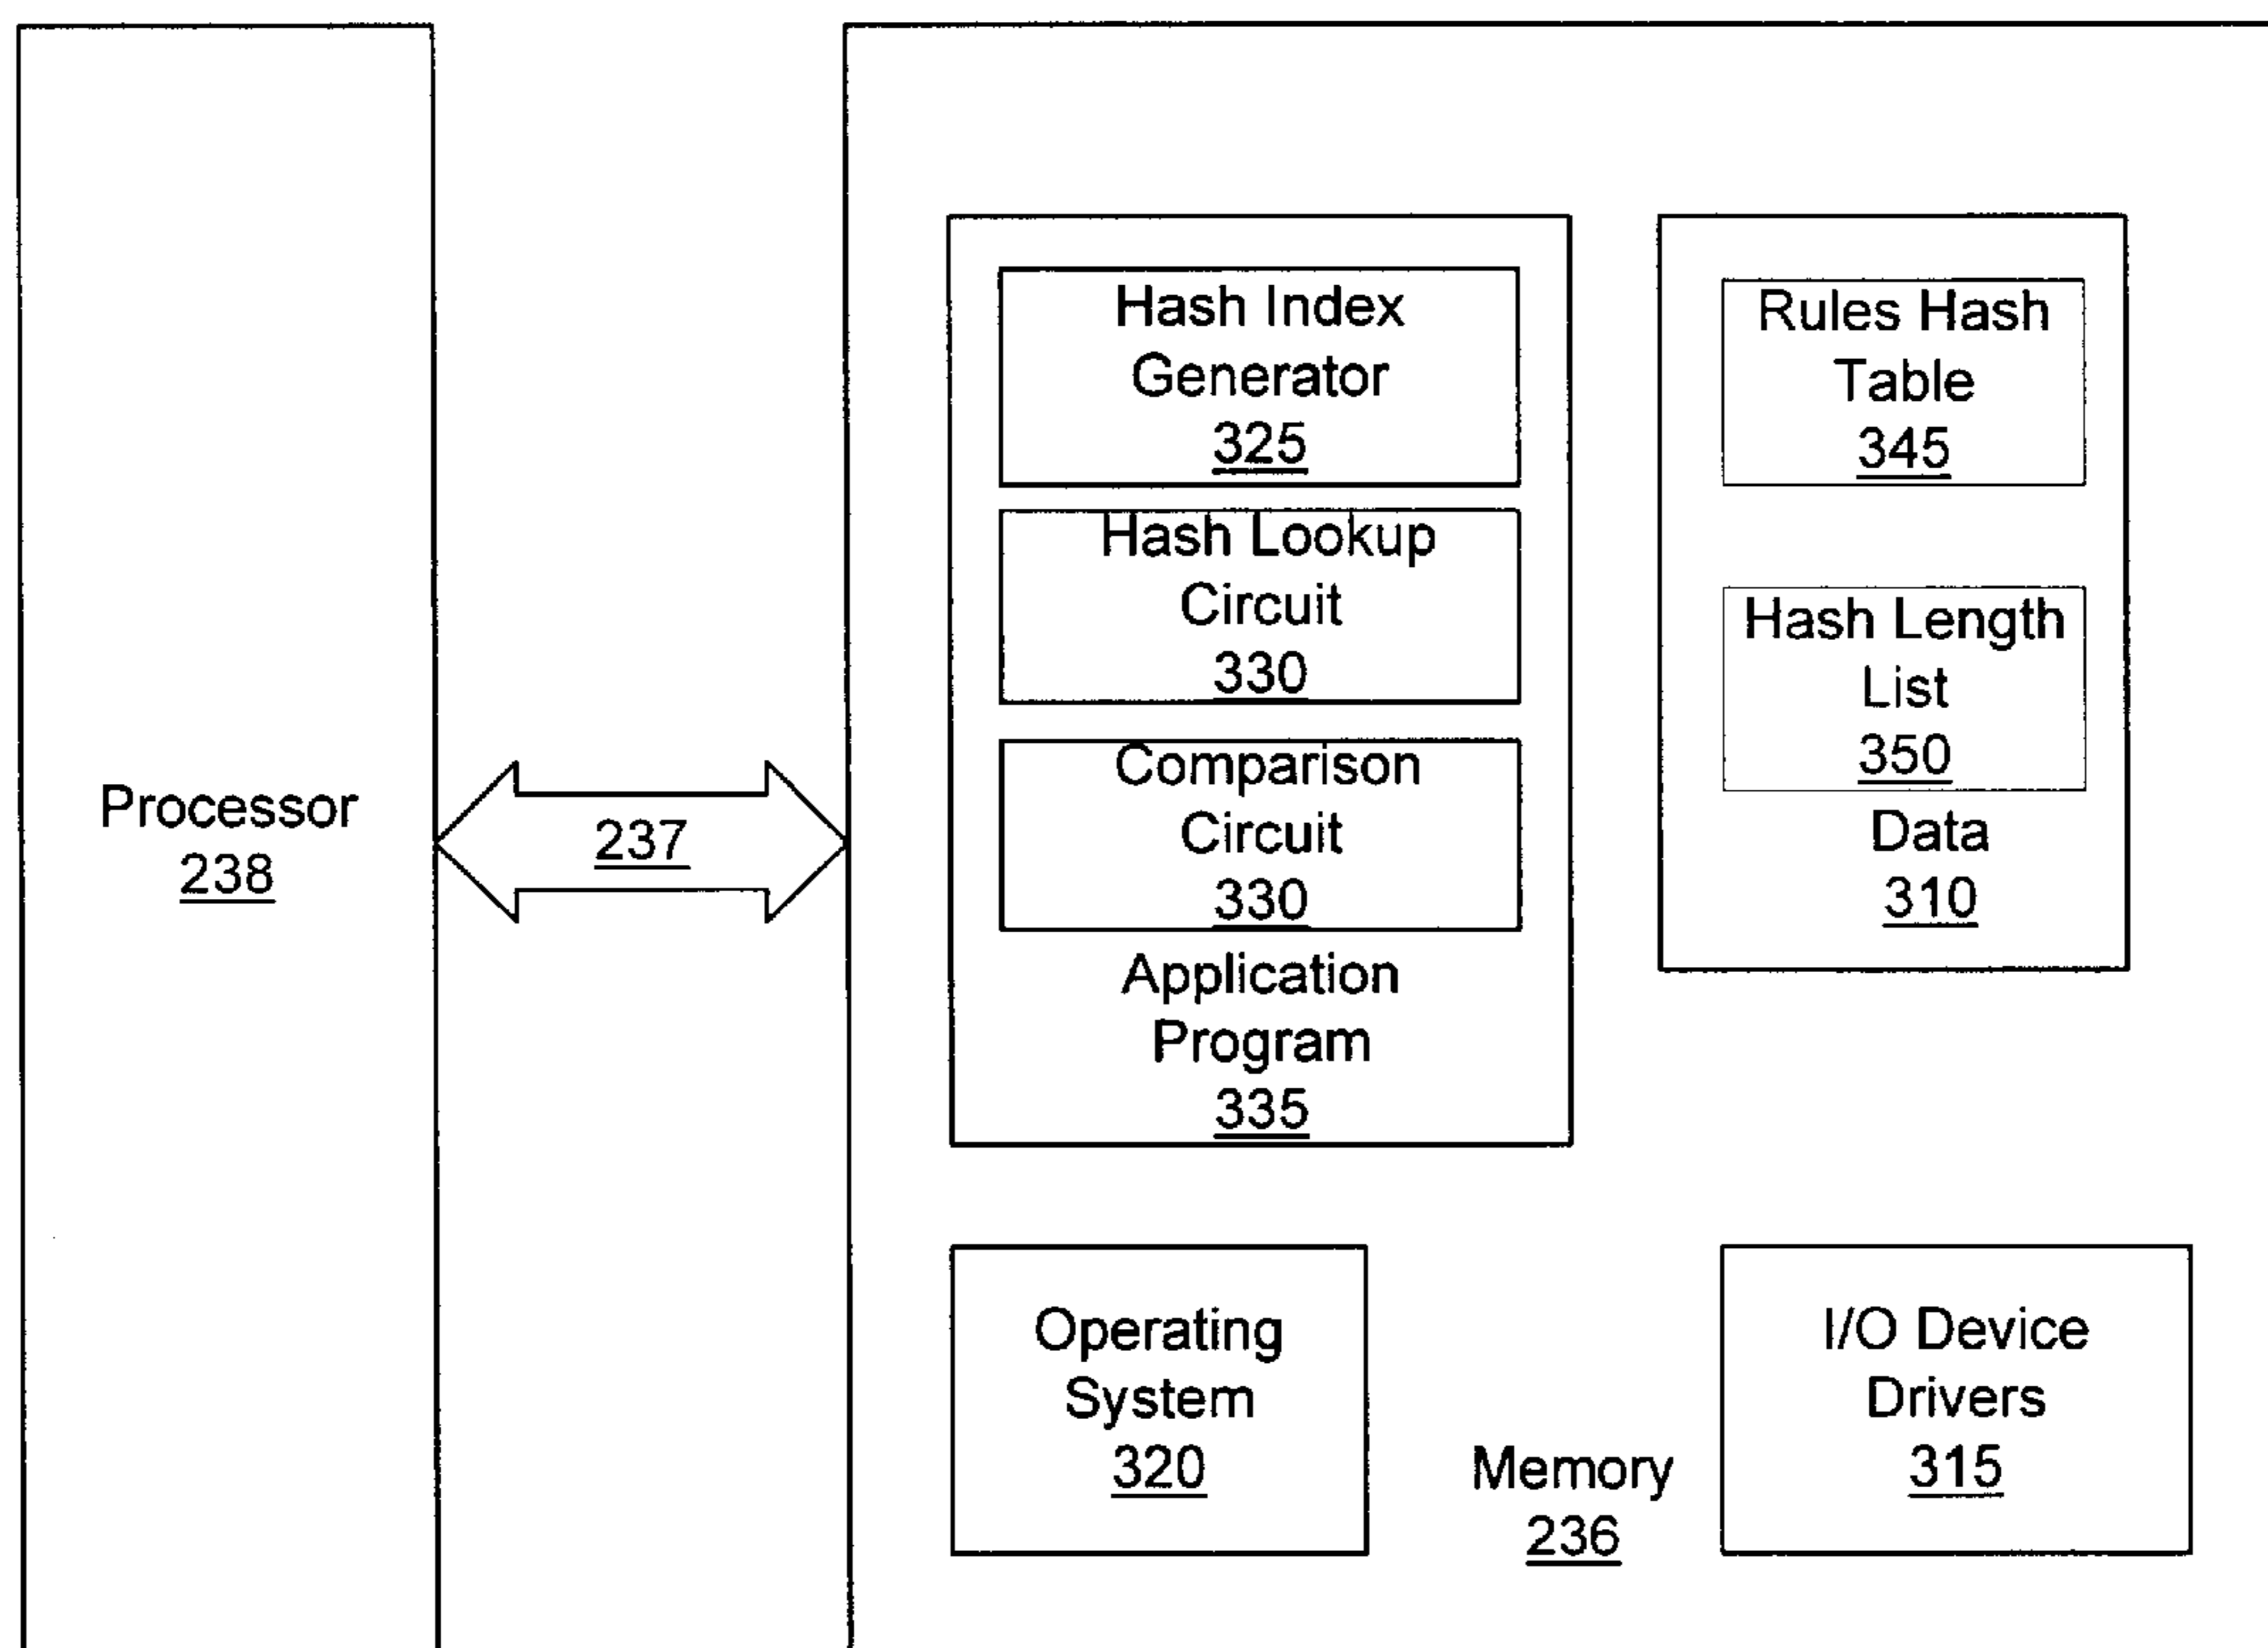 Processor
238
237
Hash Index
Generator
325
Hash Lookup
Circuit
330
Comparison
Circuit
330
Application
Program
335
Rules Hash
Table
345
Hash Length
List
350
Data
310
Operating
System
320
Memory
236
I/O Device
Drivers
315